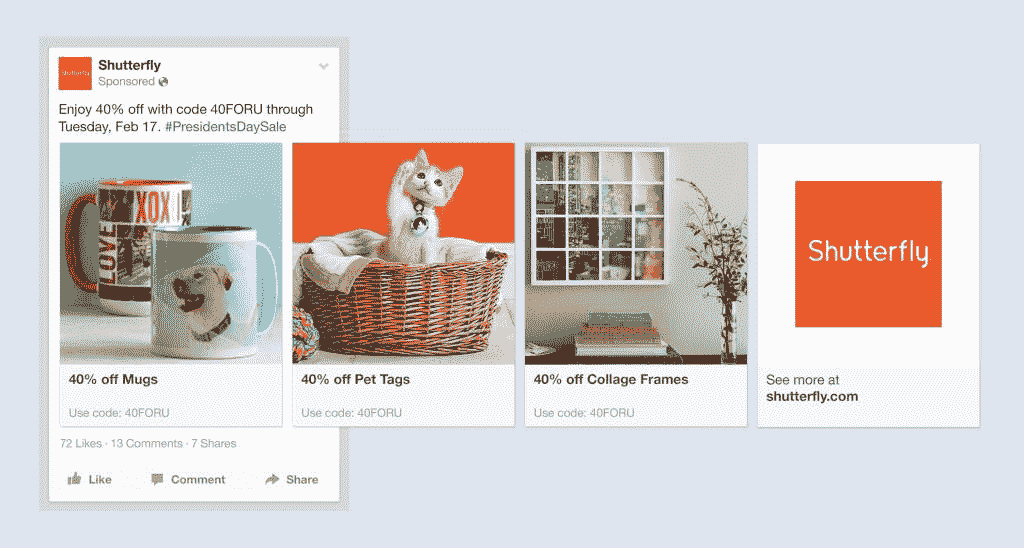 Shutterfly
Shutterfly
Sponsored
Enjoy 40% off with code 40FORU through
Tuesday, Feb 17. #PresidentsDaySale
LOVE
XOXO
40% off Mugs
Use code: 40FORU
40% off Pet Tags
Use code: 40FORU
40% off Collage Frames
Use code: 40FORU
Shutterfly
See more at
shutterfly.com
72 Likes · 13 Comments · 7 Shares
Like
Comment
Share